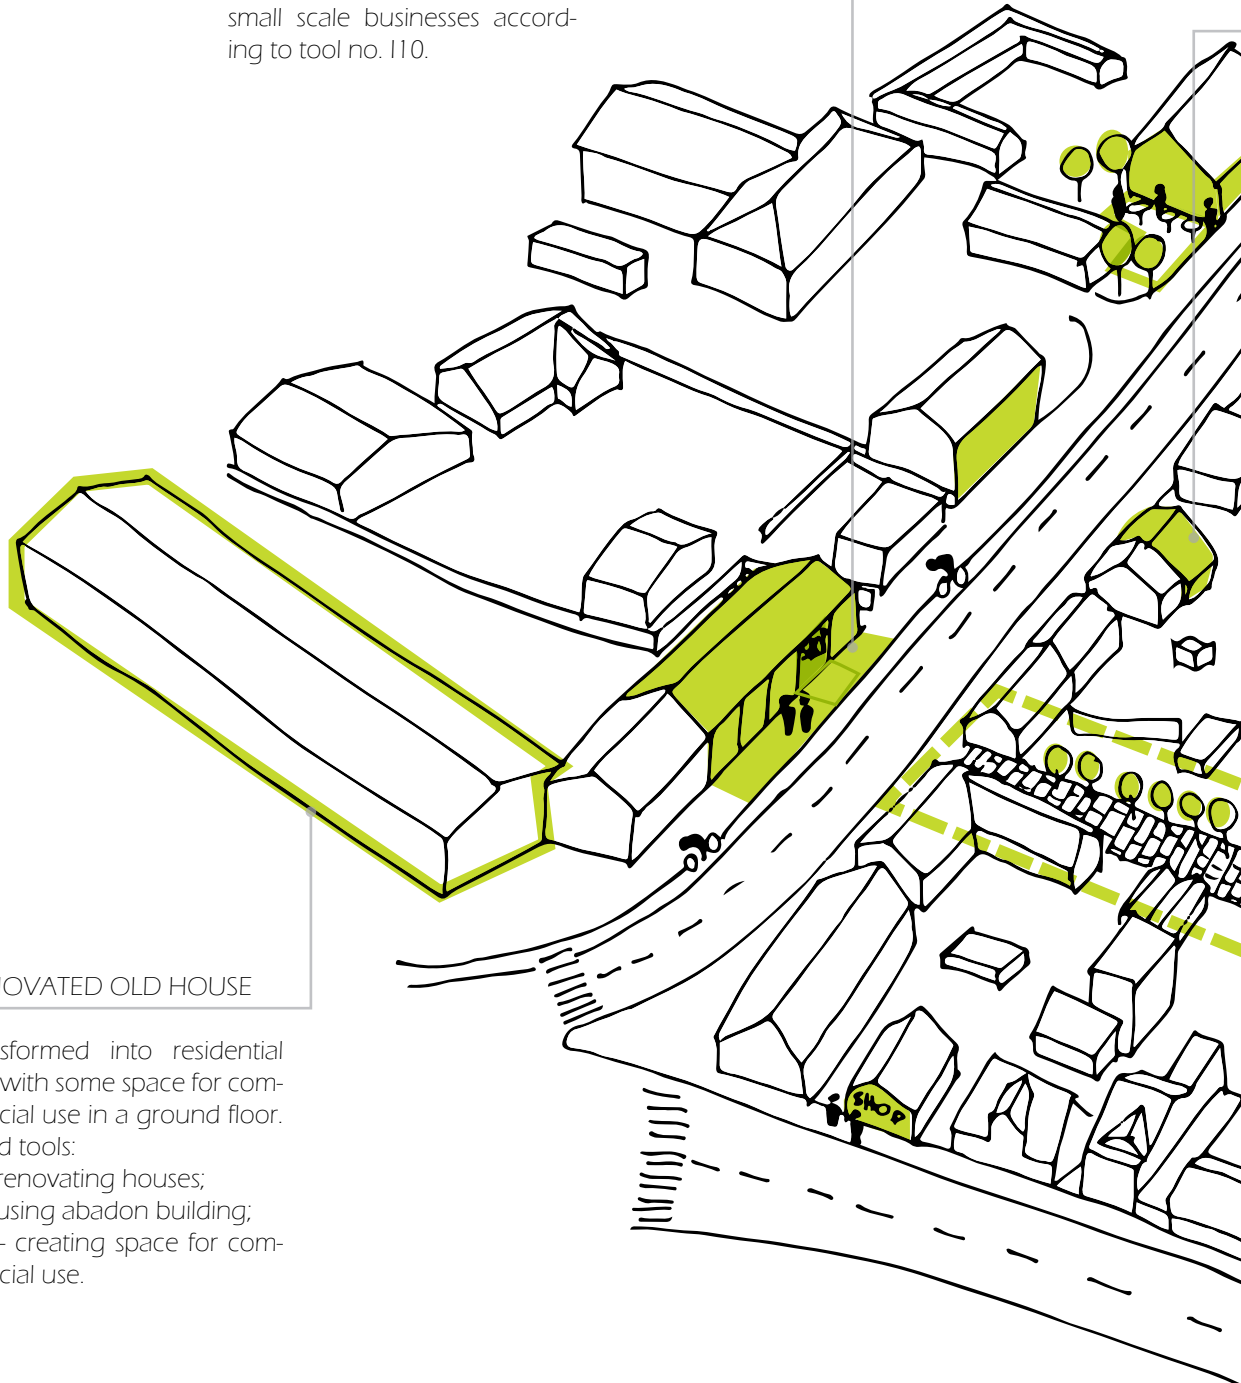 small scale businesses accord-
ing to tool no. I10.
SHOP
OVATED OLD HOUSE
sformed into residential
with some space for com-
cial use in a ground floor.
d tools:
renovating houses;
using abadon building;
- creating space for com-
cial use.